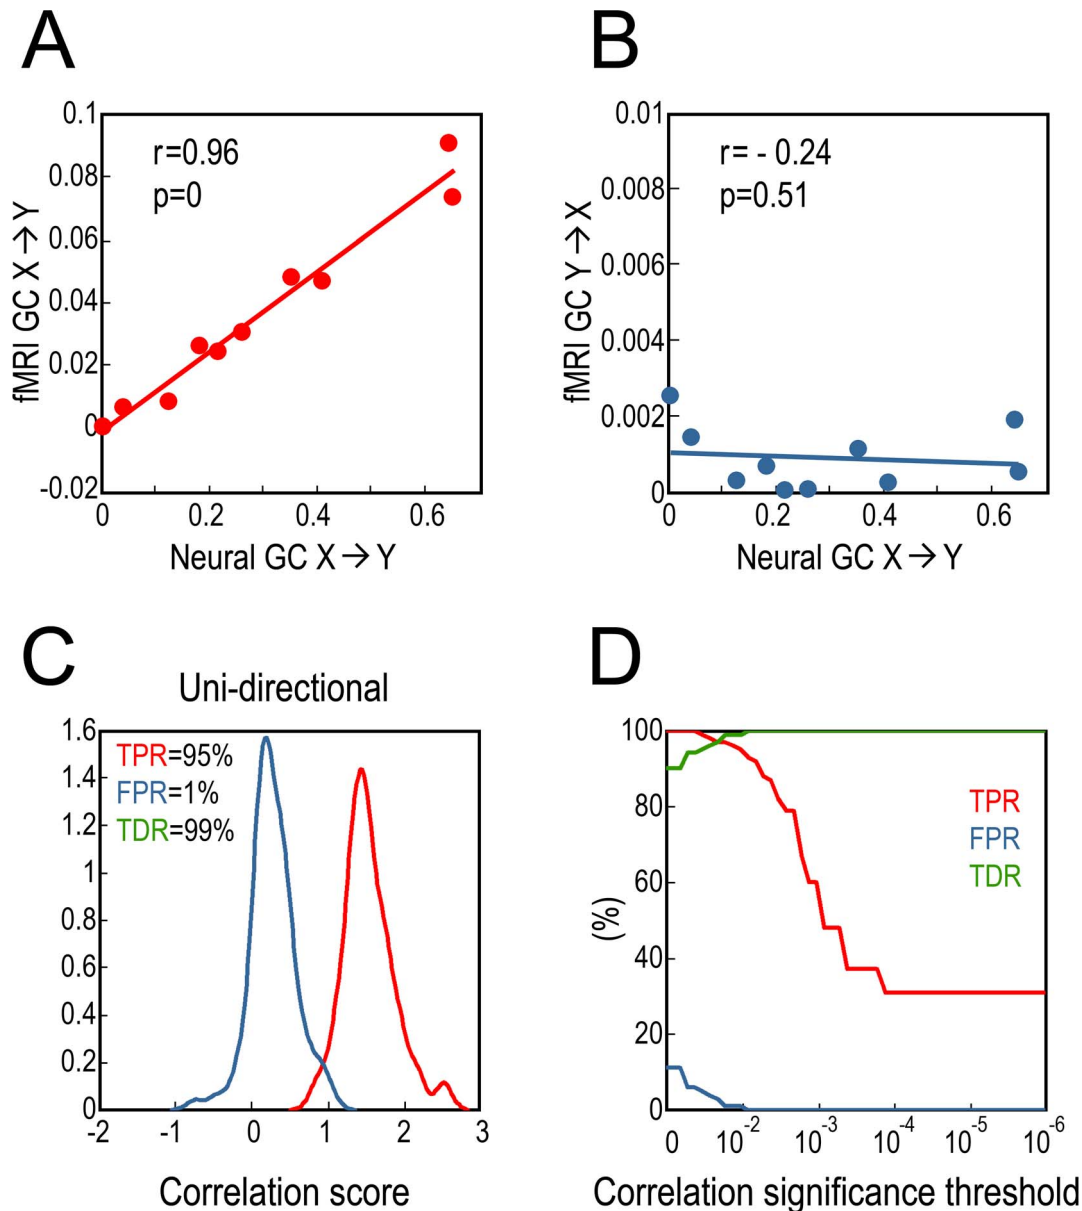 A
0.1
0.08
0.06
0.04
0.02
0
-0.02
r=0.96
p=0
fMRI GC X→Y
0
0.2
0.4
0.6
Neural GC X→Y
B
0.01
0.008
0.006
0.004
0.002
0
r= - 0.24
p=0.51
fMRI GC Y→X
0
0.2
0.4
0.6
Neural GC X→Y
C
Uni-directional
1.6
1.4
1.2
1
0.8
0.6
0.4
0.2
0
TPR=95%
FPR=1%
TDR=99%
-2
-1
0
1
2
3
Correlation score
D
100
80
60
40
20
0
(%)
TPR
FPR
TDR
0
10^-2
10^-3
10^-4
10^-5
10^-6
Correlation significance threshold